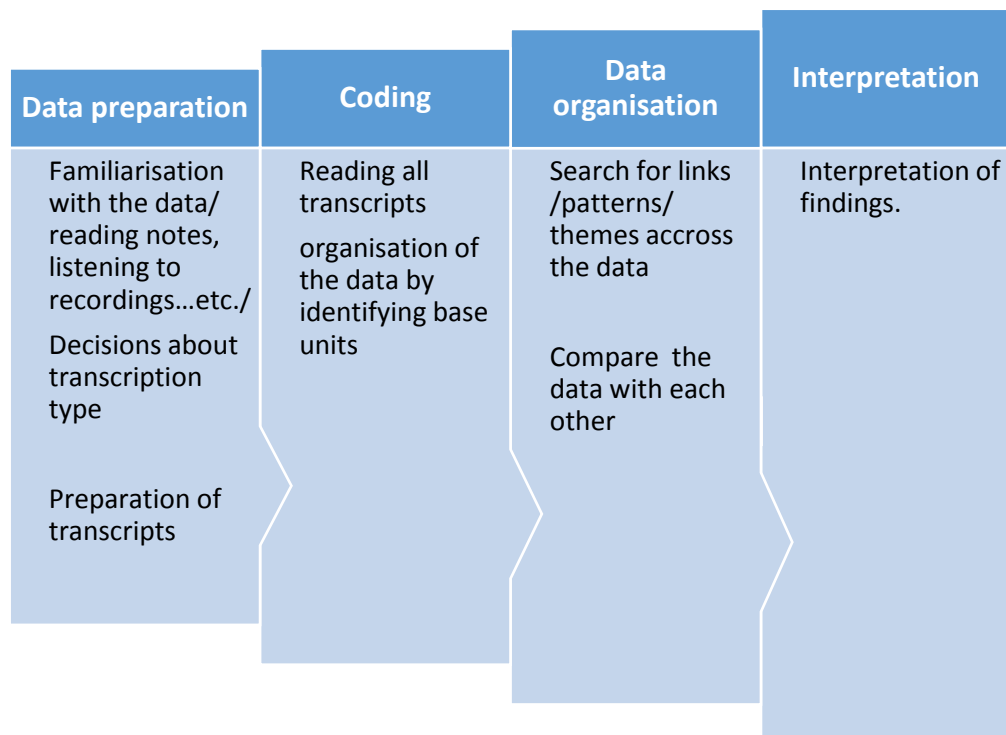 Data preparation
Familiarisation
with the data/
reading notes,
listening to
recordings...etc./
Decisions about
transcription
type
Preparation of
transcripts
Coding
Reading all
transcripts
organisation of
the data by
identifying base
units
Data
organisation
Search for links
/patterns/
themes accross
the data
Compare the
data with each
other
Interpretation
Interpretation of
findings.